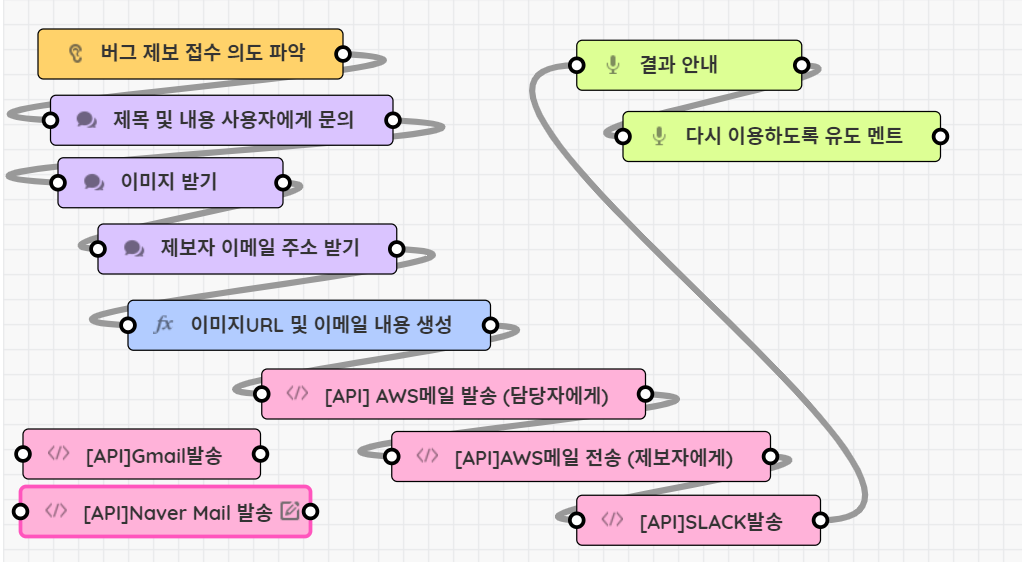 버그 제보 접수 의도 파악
제목 및 내용 사용자에게 문의
이미지 받기
제보자 이메일 주소 받기
fx 이미지URL 및 이메일 내용 생성
</> [API] AWS메일 발송 (담당자에게)
</> [API]Gmail발송
</> [API]AWS메일 전송 (제보자에게)
</> [API]Naver Mail 발송
</> [API]SLACK발송
결과 안내
다시 이용하도록 유도 멘트